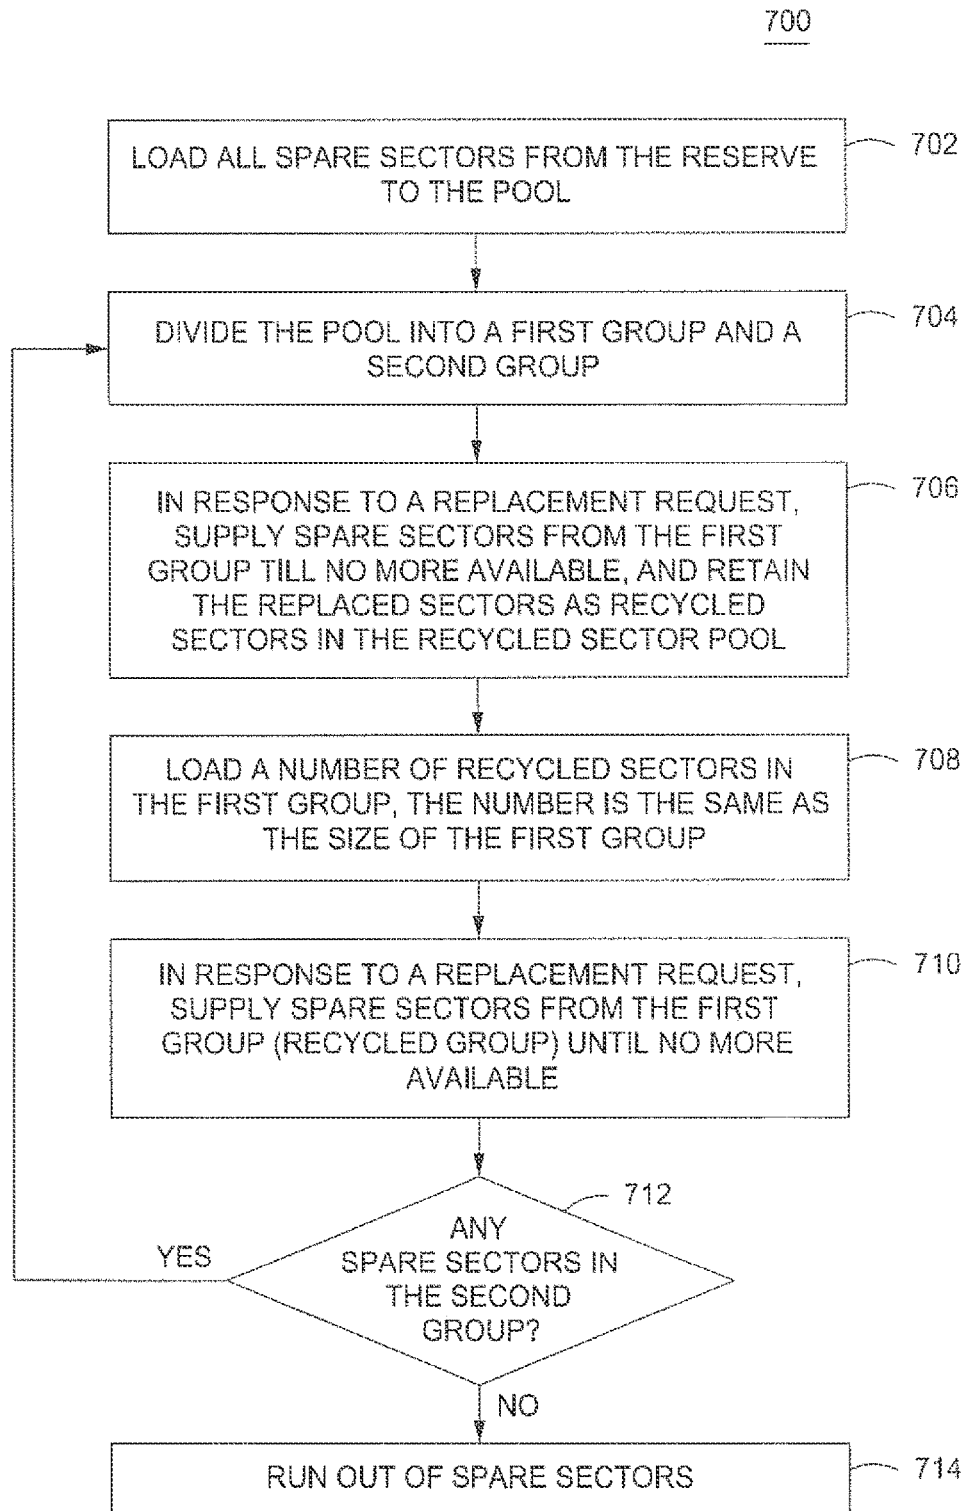 700
LOAD ALL SPARE SECTORS FROM THE RESERVE
TO THE POOL
702
DIVIDE THE POOL INTO A FIRST GROUP AND A
SECOND GROUP
704
IN RESPONSE TO A REPLACEMENT REQUEST,
SUPPLY SPARE SECTORS FROM THE FIRST
GROUP TILL NO MORE AVAILABLE, AND RETAIN
THE REPLACED SECTORS AS RECYCLED
SECTORS IN THE RECYCLED SECTOR POOL
706
LOAD A NUMBER OF RECYCLED SECTORS IN
THE FIRST GROUP, THE NUMBER IS THE SAME AS
THE SIZE OF THE FIRST GROUP
708
IN RESPONSE TO A REPLACEMENT REQUEST,
SUPPLY SPARE SECTORS FROM THE FIRST
GROUP (RECYCLED GROUP) UNTIL NO MORE
AVAILABLE
710
712
YES
ANY
SPARE SECTORS IN
THE SECOND
GROUP?
NO
RUN OUT OF SPARE SECTORS
714